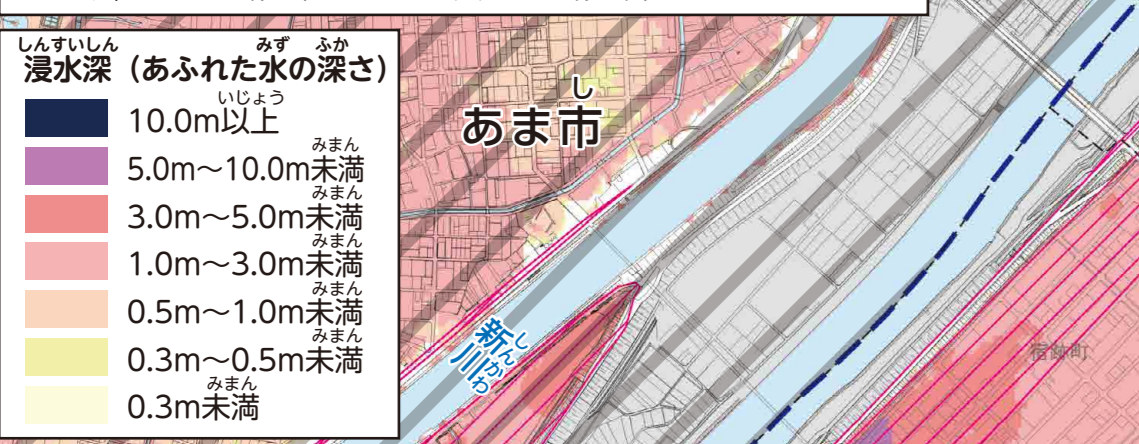 しんすいしん みず ふか
浸水深（あふれた水の深さ）
いじょう
10.0m以上
みまん
5.0m～10.0m未満
みまん
3.0m～5.0m未満
みまん
1.0m～3.0m未満
みまん
0.5m～1.0m未満
みまん
0.3m～0.5m未満
みまん
0.3m未満
し
あま市
しんかわ
新川
宿跡町